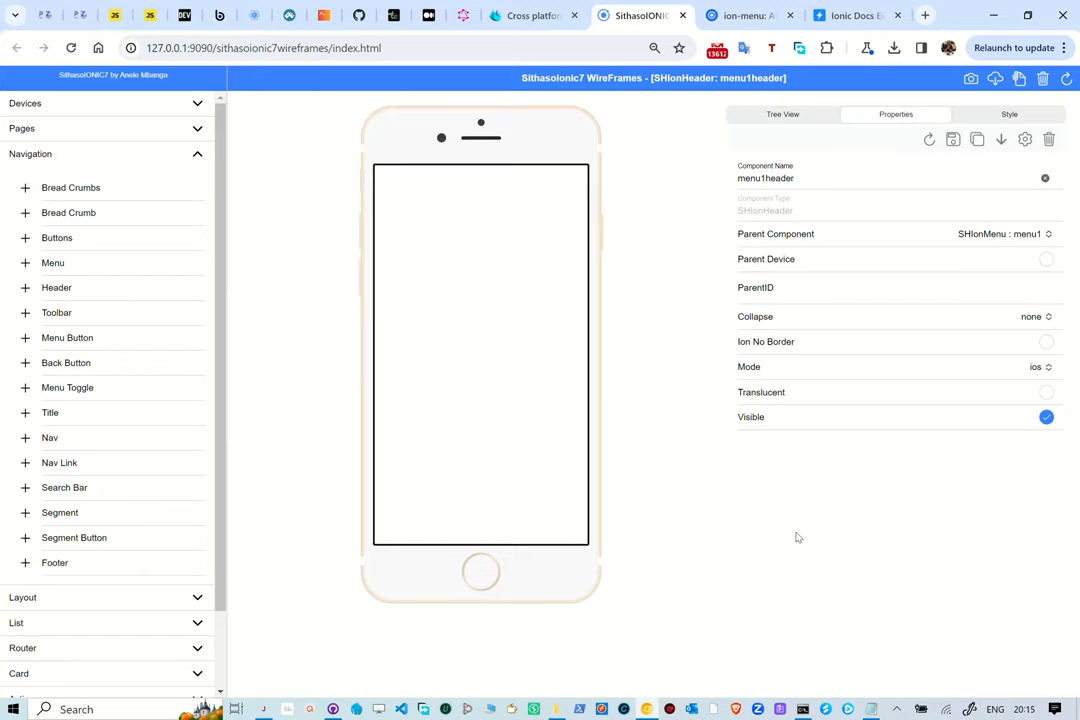 Cross platform
SithasoIONIC
ion-menu: A
Ionic Docs Ex
127.0.0.1:9090/sithasoionic7wireframes/index.html
13612
Relaunch to update
SithasoIONIC7 by Anele Mbanga
SithasoIonic7 WireFrames - [SHIonHeader: menu1header]
Devices
Pages
Navigation
Bread Crumbs
Bread Crumb
Buttons
Menu
Header
Toolbar
Menu Button
Back Button
Menu Toggle
Title
Nav
Nav Link
Search Bar
Segment
Segment Button
Footer
Layout
List
Router
Card
Tree View
Properties
Style
Component Name
menu1header
Component Type
SHIonHeader
Parent Component
SHIonMenu : menu1
Parent Device
ParentID
Collapse
none
Ion No Border
Mode
ios
Translucent
Visible
Search
ENG
20:15